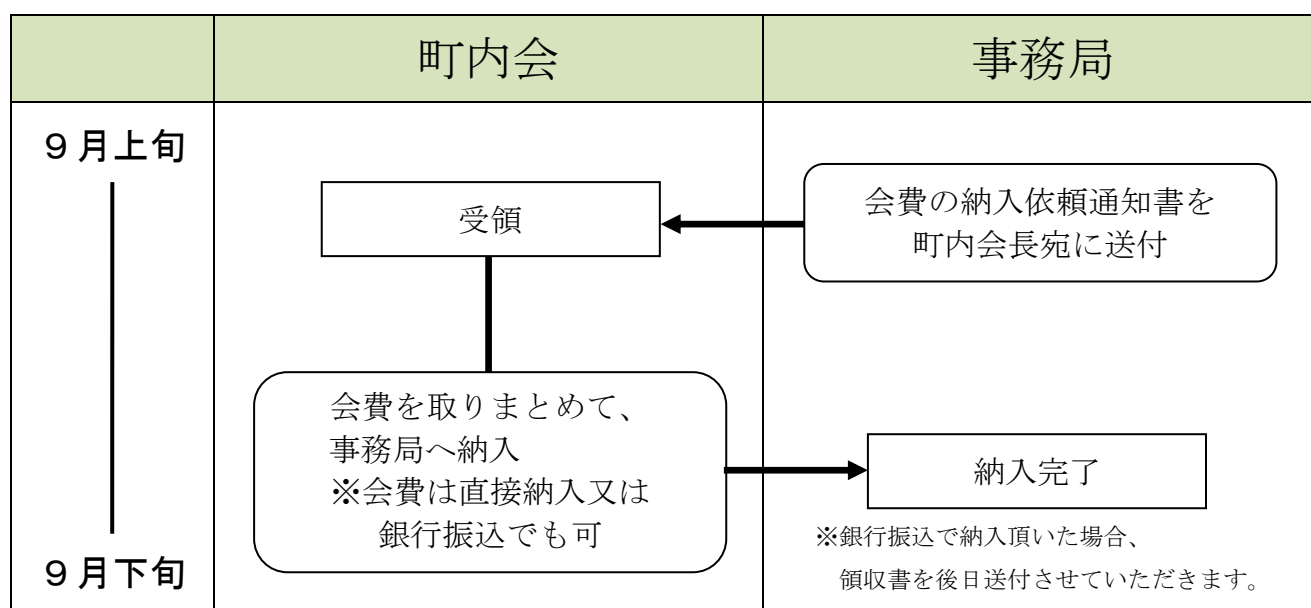 町内会
事務局
９月上旬
受領
会費の納入依頼通知書を
町内会長宛に送付
会費を取りまとめて、
事務局へ納入
※会費は直接納入又は
銀行振込でも可
納入完了
※銀行振込で納入頂いた場合、
領収書を後日送付させていただきます。
９月下旬